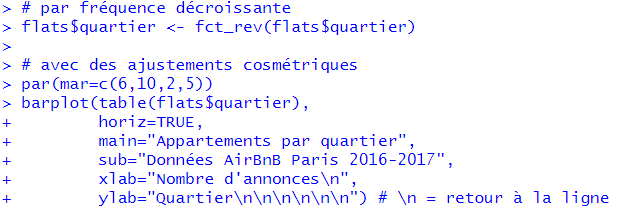 > # par fréquence décroissante
> flats$quartier <- fct_rev(flats$quartier)
>
> # avec des ajustements cosmétiques
> par(mar=c(6,10,2,5))
> barplot(table(flats$quartier),
+         horiz=TRUE,
+         main="Appartements par quartier",
+         sub="Données AirBnB Paris 2016-2017",
+         xlab="Nombre d'annonces\n",
+         ylab="Quartier\n\n\n\n\n\n") # \n = retour à la ligne